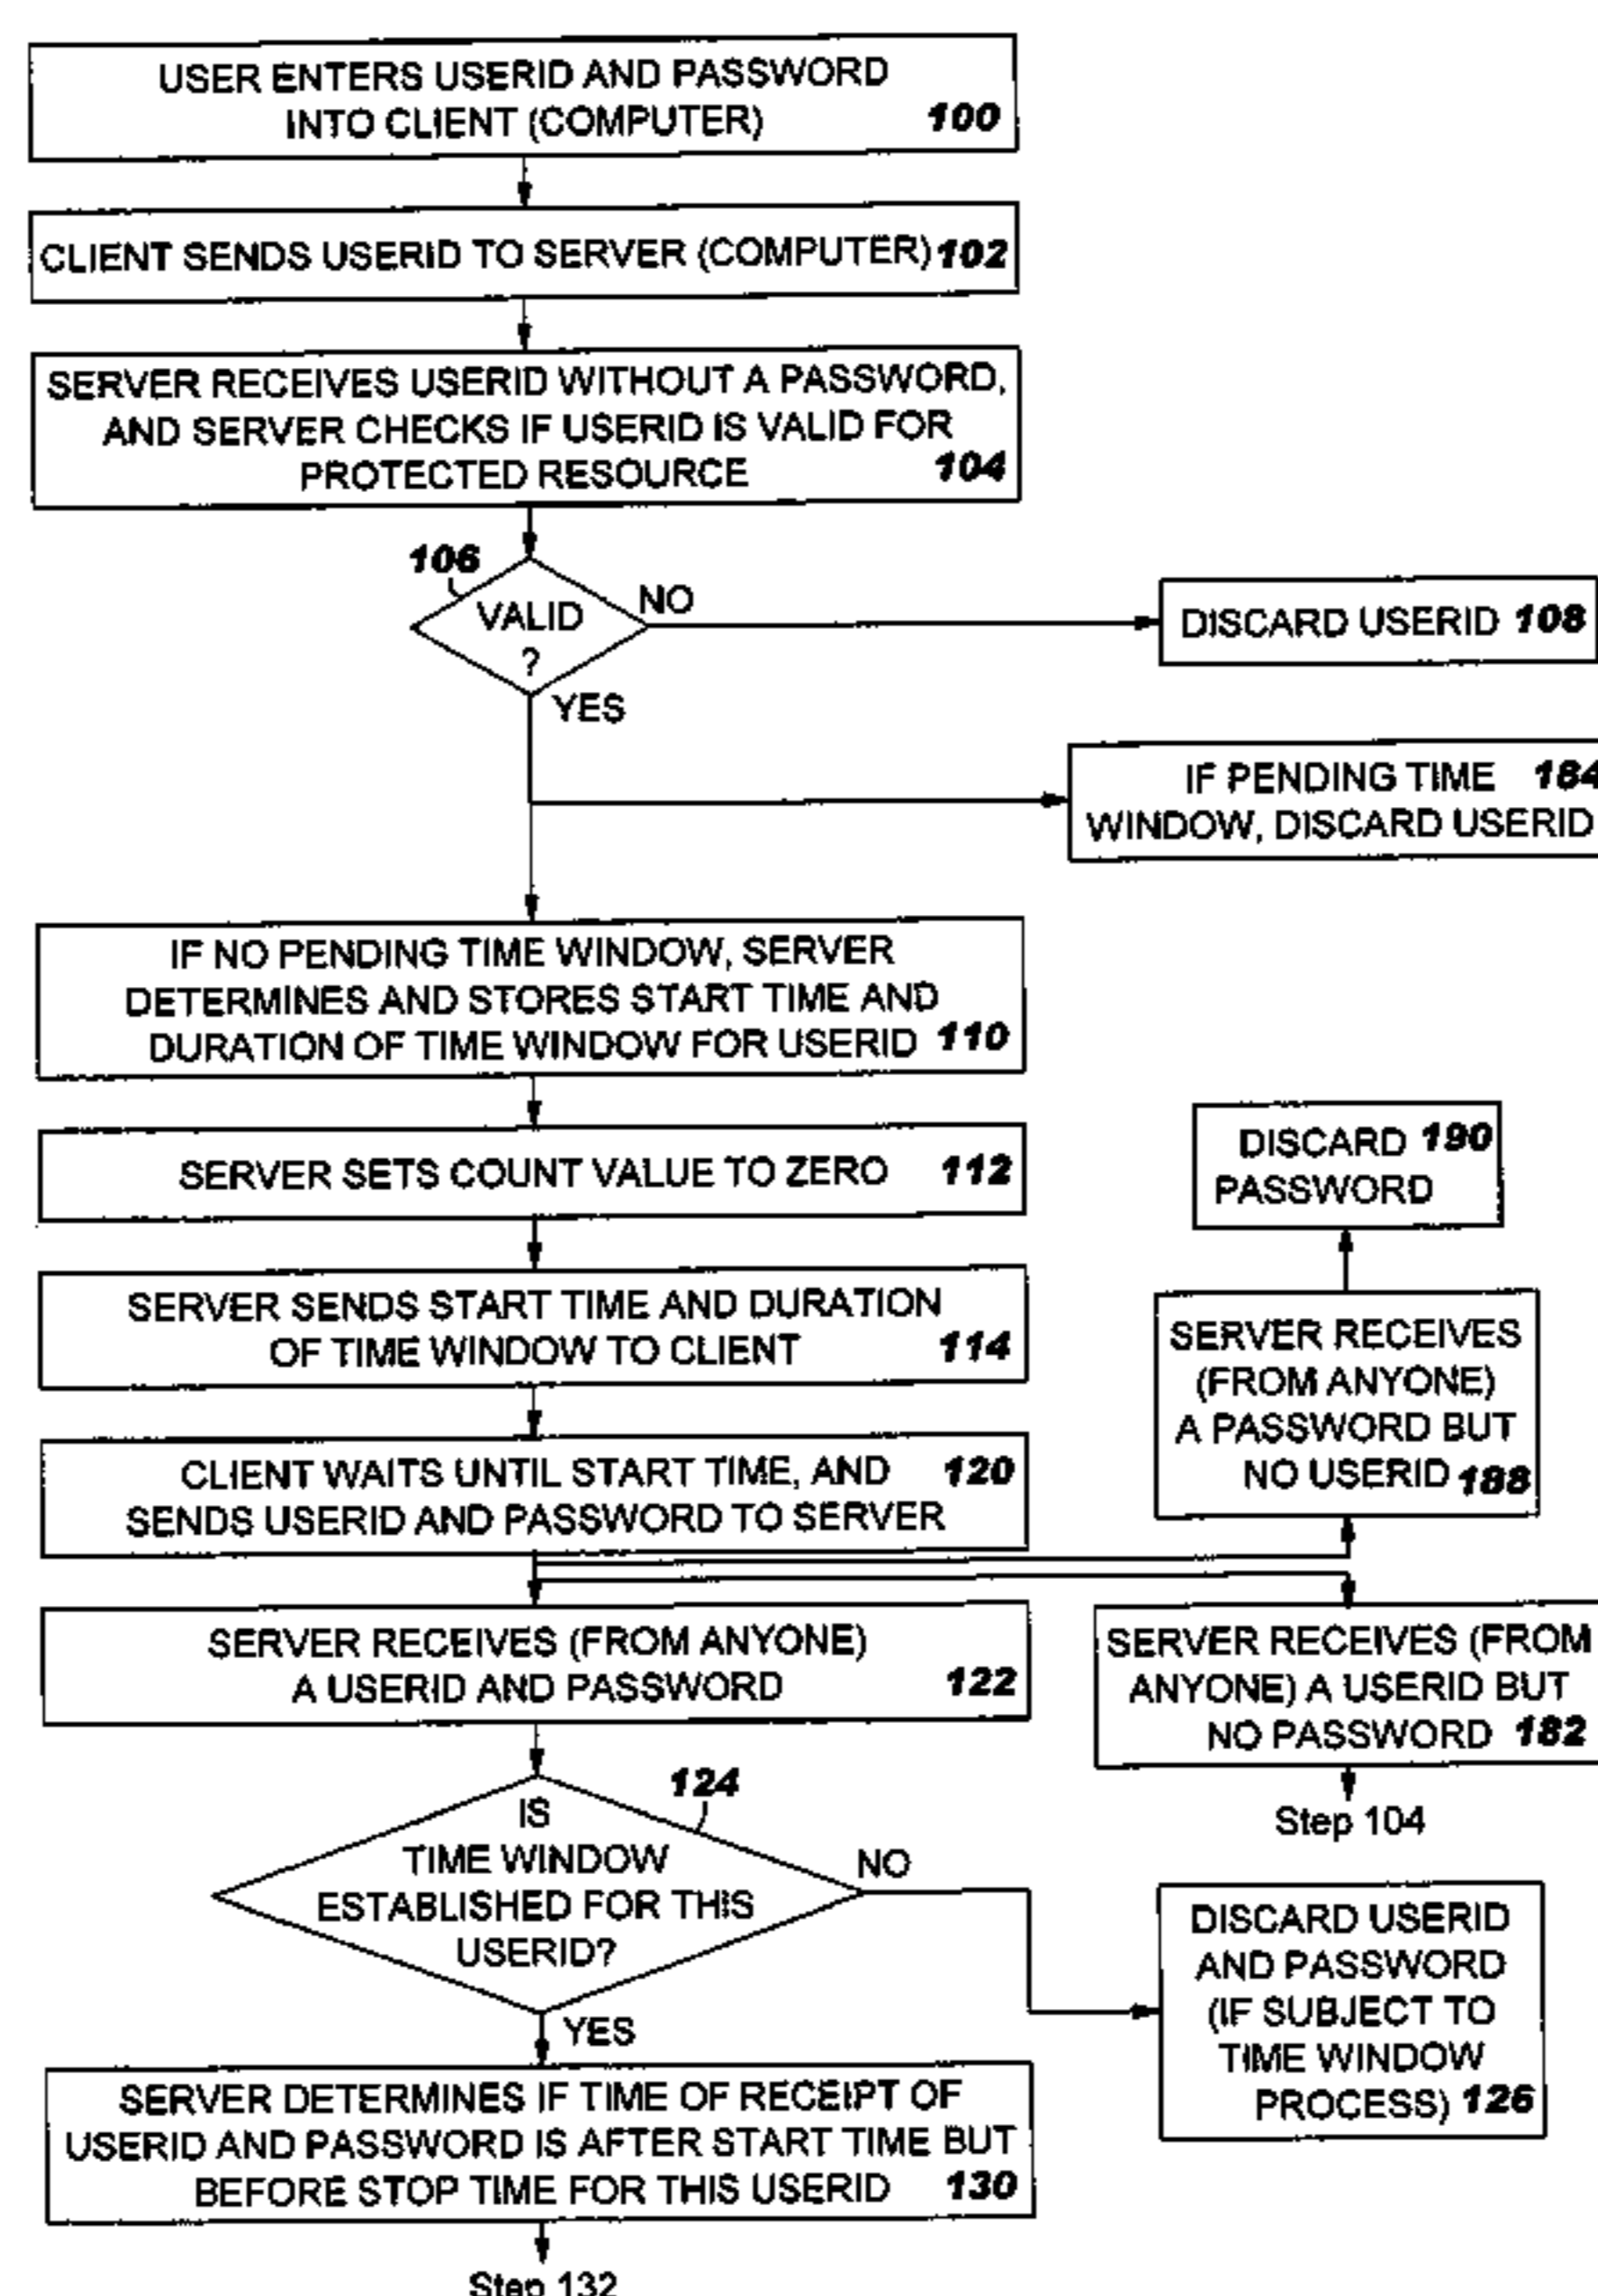 USER ENTERS USERID AND PASSWORD
INTO CLIENT (COMPUTER) 100
CLIENT SENDS USERID TO SERVER (COMPUTER) 102
SERVER RECEIVES USERID WITHOUT A PASSWORD,
AND SERVER CHECKS IF USERID IS VALID FOR
PROTECTED RESOURCE 104
106
VALID
?
NO
YES
DISCARD USERID 108
IF PENDING TIME 184
WINDOW, DISCARD USERID
IF NO PENDING TIME WINDOW, SERVER
DETERMINES AND STORES START TIME AND
DURATION OF TIME WINDOW FOR USERID 110
SERVER SETS COUNT VALUE TO ZERO 112
SERVER SENDS START TIME AND DURATION
OF TIME WINDOW TO CLIENT 114
CLIENT WAITS UNTIL START TIME, AND 120
SENDS USERID AND PASSWORD TO SERVER
DISCARD 190
PASSWORD
SERVER RECEIVES
(FROM ANYONE)
A PASSWORD BUT
NO USERID 188
SERVER RECEIVES (FROM ANYONE)
A USERID AND PASSWORD 122
SERVER RECEIVES (FROM
ANYONE) A USERID BUT
NO PASSWORD 182
Step 104
124
IS
TIME WINDOW
ESTABLISHED FOR THIS
USERID?
NO
YES
DISCARD USERID
AND PASSWORD
(IF SUBJECT TO
TIME WINDOW
PROCESS) 126
SERVER DETERMINES IF TIME OF RECEIPT OF
USERID AND PASSWORD IS AFTER START TIME BUT
BEFORE STOP TIME FOR THIS USERID 130
Step 132